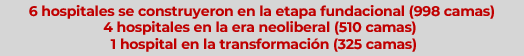 6 hospitales se construyeron en la etapa fundacional (998 camas)
4 hospitales en la era neoliberal (510 camas)
1 hospital en la transformación (325 camas)